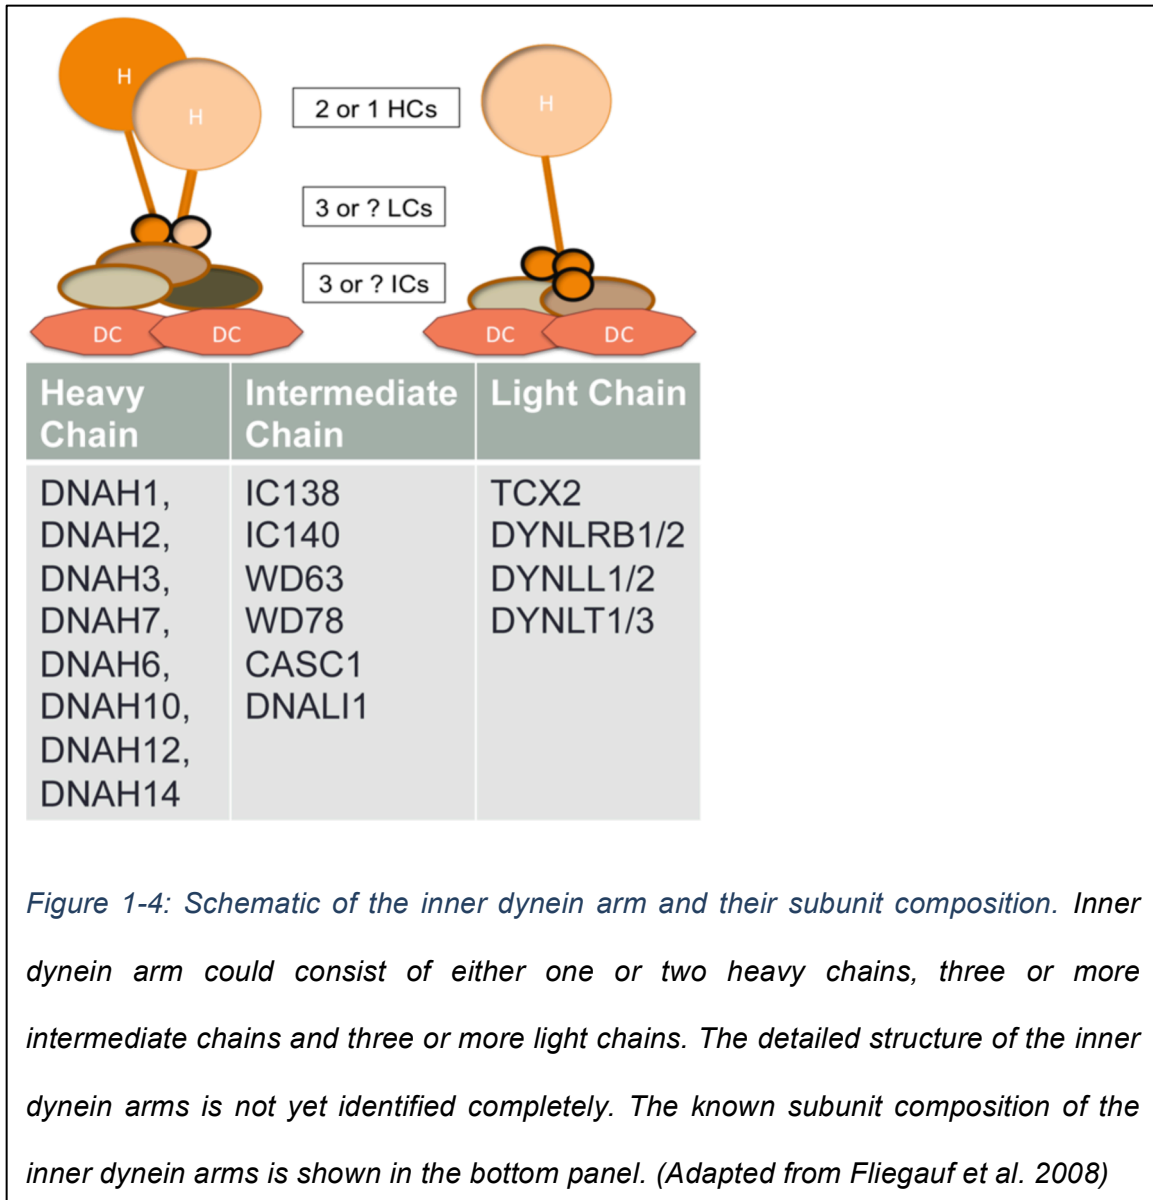 H
H
2 or 1 HCs
H
3 or ? LCs
3 or ? ICs
DC
DC
DC
DC
Heavy Chain
Intermediate Chain
Light Chain
DNAH1,
DNAH2,
DNAH3,
DNAH7,
DNAH6,
DNAH10,
DNAH12,
DNAH14
IC138
IC140
WD63
WD78
CASC1
DNALI1
TCX2
DYNLRB1/2
DYNLL1/2
DYNLT1/3
Figure 1-4: Schematic of the inner dynein arm and their subunit composition. Inner
dynein arm could consist of either one or two heavy chains, three or more
intermediate chains and three or more light chains. The detailed structure of the inner
dynein arms is not yet identified completely. The known subunit composition of the
inner dynein arms is shown in the bottom panel. (Adapted from Fliegauf et al. 2008)